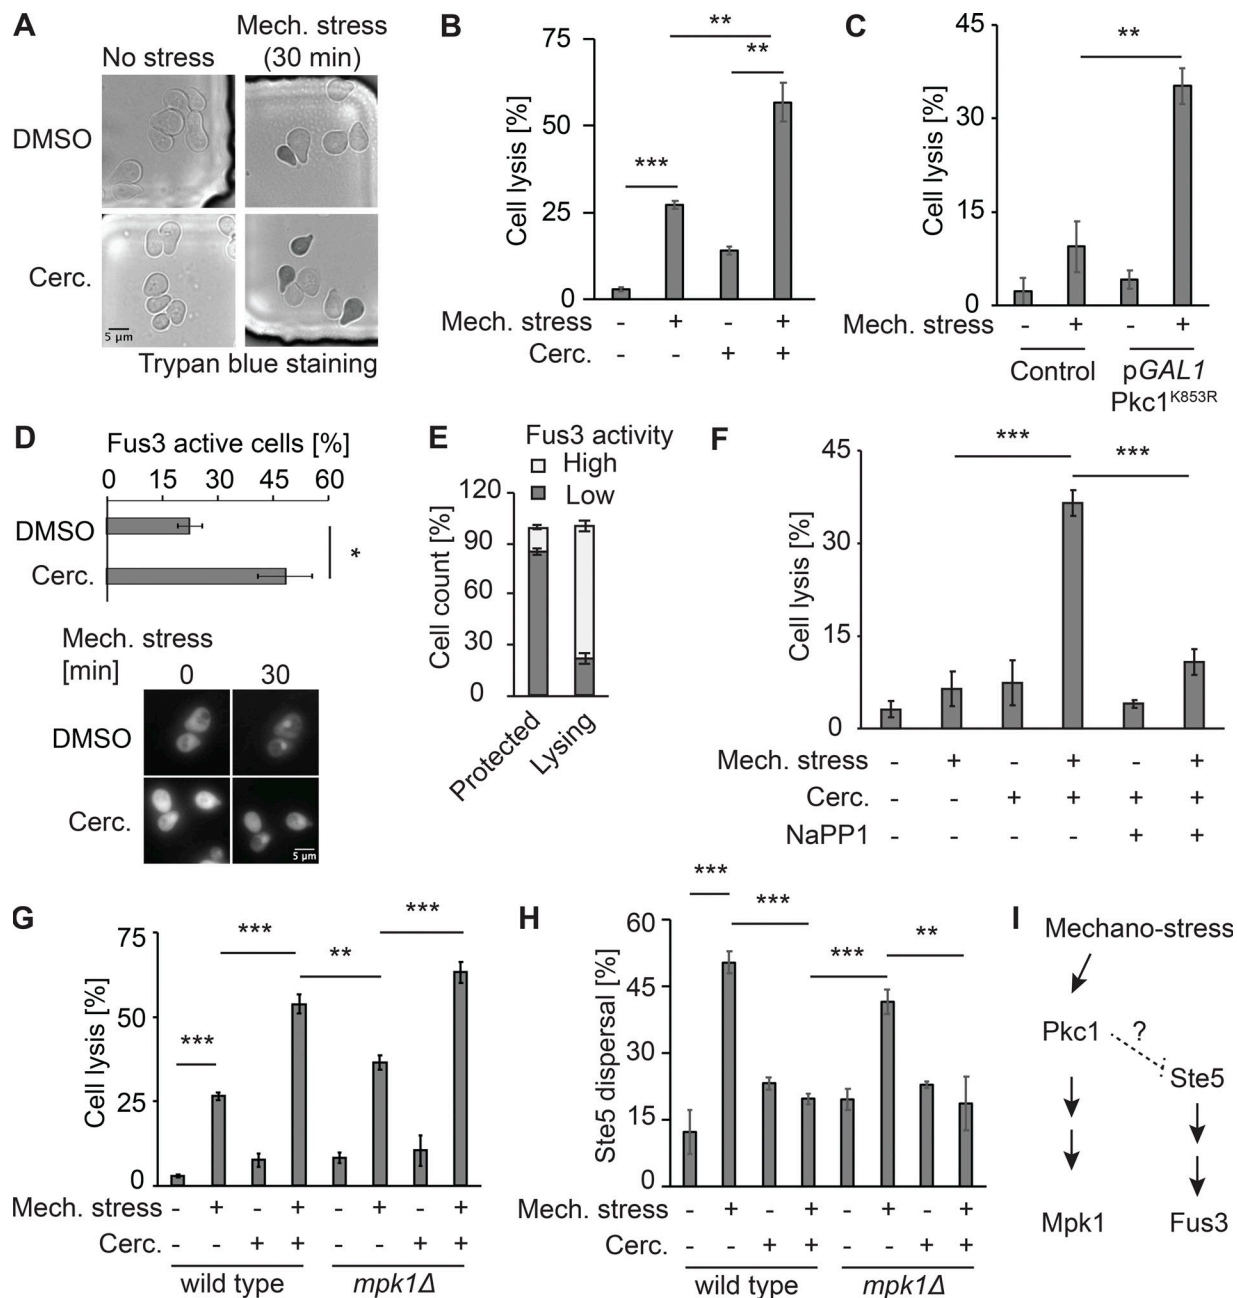 A
No stress
Mech. stress
(30 min)
DMSO
Cerc.
5 µm
Trypan blue staining
B
Cell lysis [%]
75
50
25
0
***
**
**
Mech. stress - + - +
Cerc. - - + +
C
Cell lysis [%]
45
30
15
0
**
Mech. stress - + - +
Control
pGAL1
Pkc1K853R
D
Fus3 active cells [%]
0 15 30 45 60
DMSO
Cerc.
*
Mech. stress
[min]
0 30
DMSO
Cerc.
5 µm
E
Fus3 activity
High
Low
Cell count [%]
120
90
60
30
0
Protected
Lysing
F
Cell lysis [%]
45
30
15
0
***
***
Mech. stress - + - + - +
Cerc. - - + + + +
NaPP1 - - - - + +
G
Cell lysis [%]
75
50
25
0
***
***
**
***
Mech. stress - + - + - + - +
Cerc. - - + + - - + +
wild type
mpk1Δ
H
Ste5 dispersal [%]
60
45
30
15
0
***
***
***
**
Mech. stress - + - + - + - +
Cerc. - - + + - - + +
wild type
mpk1Δ
I
Mechano-stress
Pkc1
?
Ste5
Mpk1
Fus3